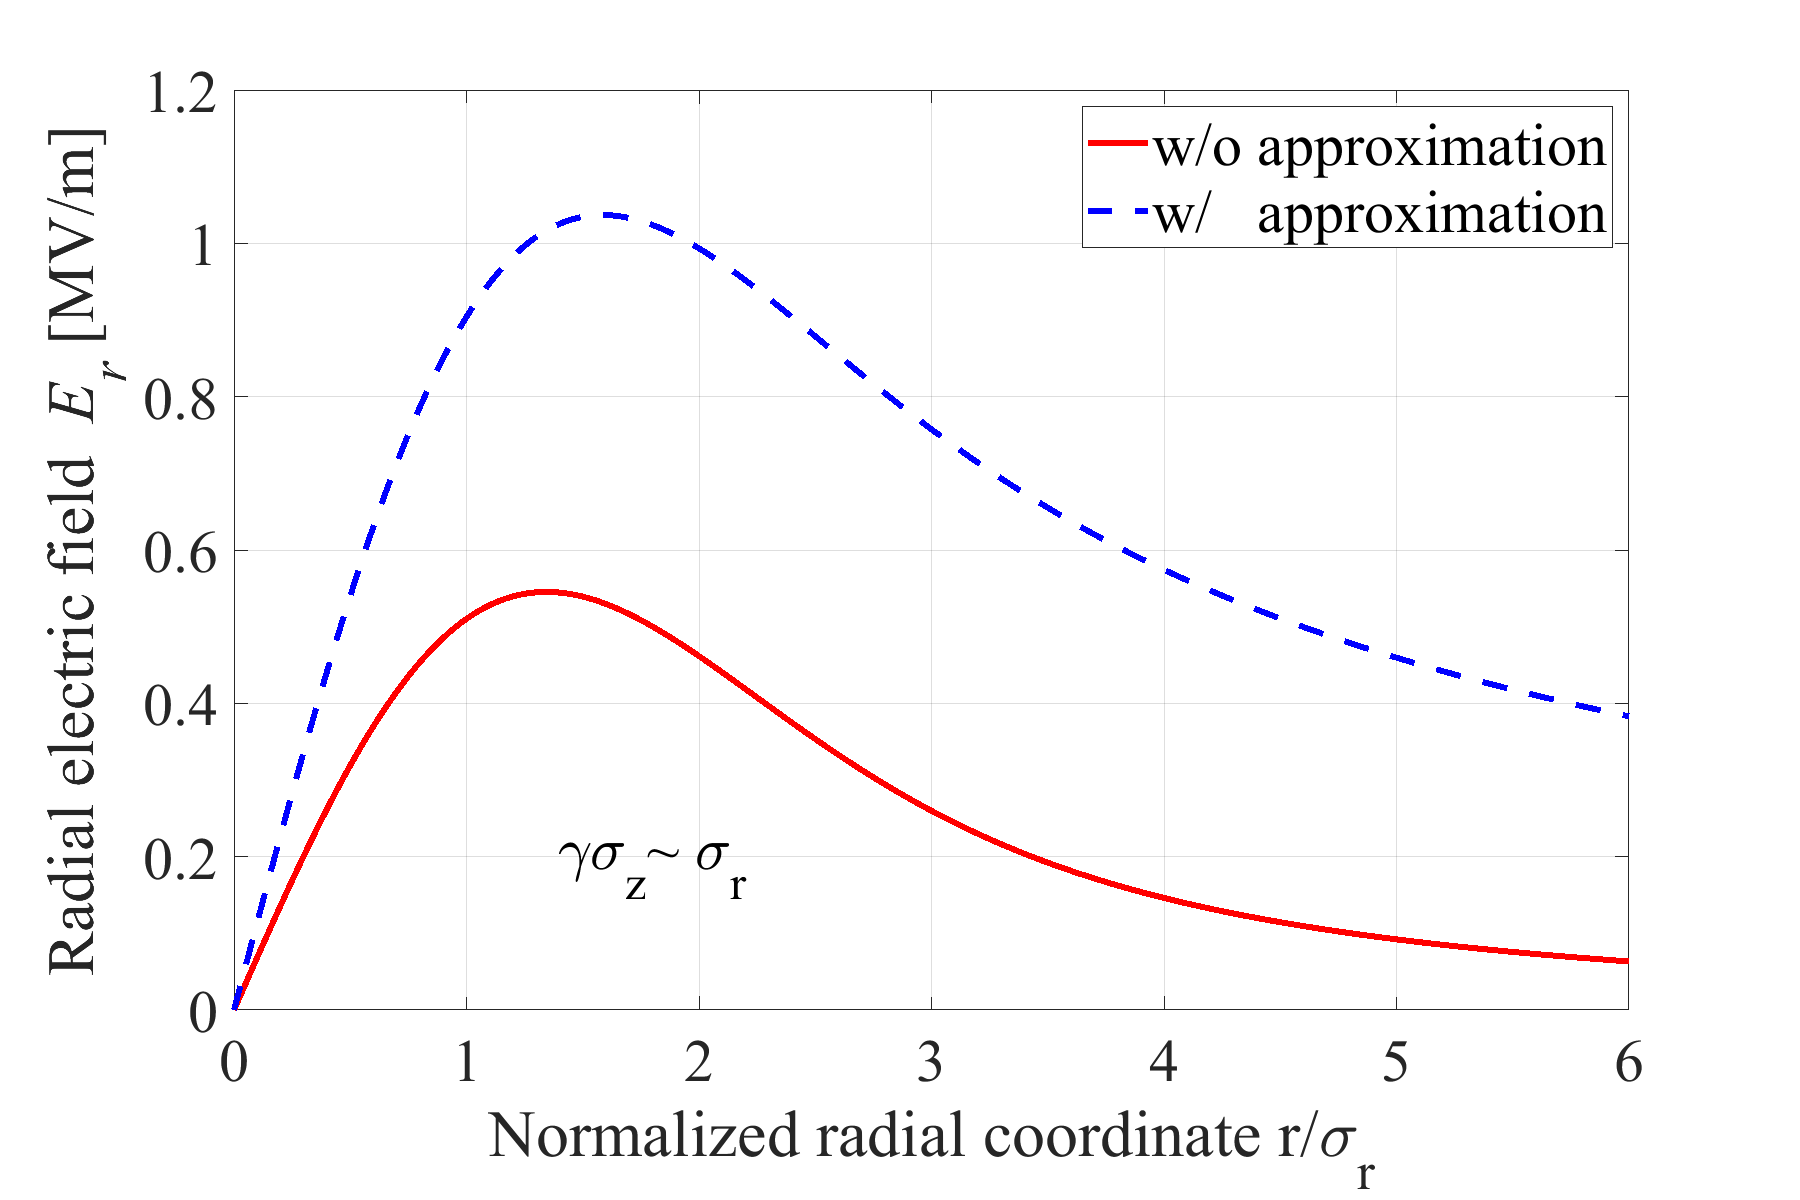 1.2
1
0.8
0.6
0.4
0.2
0
0 1 2 3 4 5 6
Radial electric field E_r [MV/m]
Normalized radial coordinate r/σ_r
w/o approximation
w/ approximation
γσ_z ~ σ_r